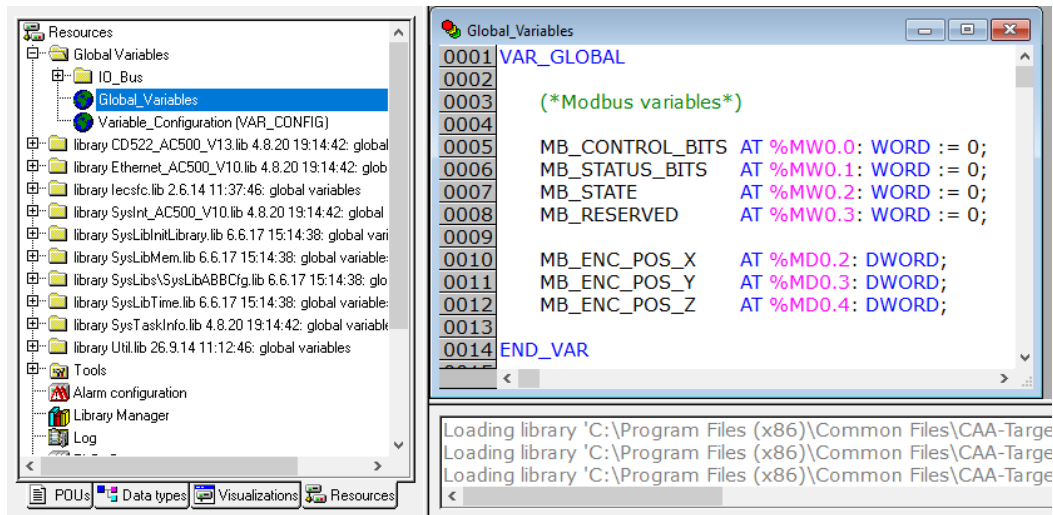 Resources
Global Variables
IO_Bus
Global_Variables
Variable_Configuration (VAR_CONFIG)
library CD522_AC500_V13.lib 4.8.20 19:14:42: global
library Ethernet_AC500_V10.lib 4.8.20 19:14:42: glob
library Iecsfc.lib 2.6.14 11:37:46: global variables
library SysInt_AC500_V10.lib 4.8.20 19:14:42: global
library SysLibInitLibrary.lib 6.6.17 15:14:38: global vari
library SysLibMem.lib 6.6.17 15:14:38: global variable:
library SysLibs\SysLibABBCfg.lib 6.6.17 15:14:38: glo
library SysLibTime.lib 6.6.17 15:14:38: global variable:
library SysTaskInfo.lib 4.8.20 19:14:42: global variable
library Util.lib 26.9.14 11:12:46: global variables
Tools
Alarm configuration
Library Manager
Log
POUs Data types Visualizations Resources
Global_Variables
0001 VAR_GLOBAL
0002
0003 (*Modbus variables*)
0004
0005 MB_CONTROL_BITS AT %MW0.0: WORD := 0;
0006 MB_STATUS_BITS AT %MW0.1: WORD := 0;
0007 MB_STATE AT %MW0.2: WORD := 0;
0008 MB_RESERVED AT %MW0.3: WORD := 0;
0009
0010 MB_ENC_POS_X AT %MD0.2: DWORD;
0011 MB_ENC_POS_Y AT %MD0.3: DWORD;
0012 MB_ENC_POS_Z AT %MD0.4: DWORD;
0013
0014 END_VAR
Loading library 'C:\Program Files (x86)\Common Files\CAA-Targe
Loading library 'C:\Program Files (x86)\Common Files\CAA-Targe
Loading library 'C:\Program Files (x86)\Common Files\CAA-Targe